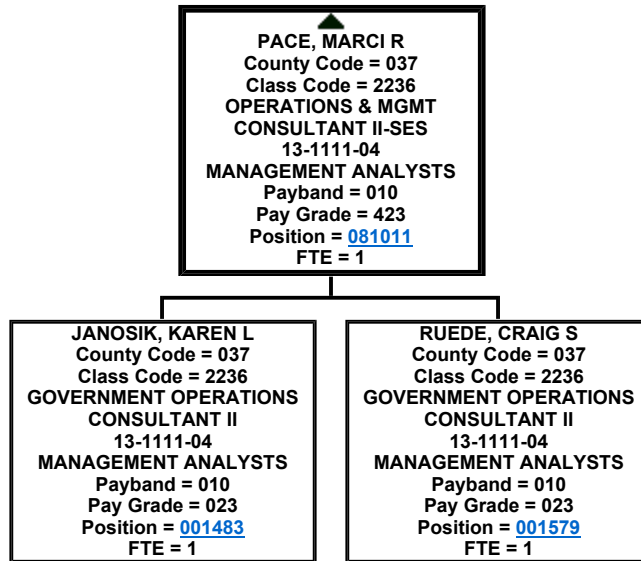 PACE, MARCI R
County Code = 037
Class Code = 2236
OPERATIONS & MGMT
CONSULTANT II-SES
13-1111-04
MANAGEMENT ANALYSTS
Payband = 010
Pay Grade = 423
Position = 081011
FTE = 1
JANOSIK, KAREN L
County Code = 037
Class Code = 2236
GOVERNMENT OPERATIONS
CONSULTANT II
13-1111-04
MANAGEMENT ANALYSTS
Payband = 010
Pay Grade = 023
Position = 001483
FTE = 1
RUEDE, CRAIG S
County Code = 037
Class Code = 2236
GOVERNMENT OPERATIONS
CONSULTANT II
13-1111-04
MANAGEMENT ANALYSTS
Payband = 010
Pay Grade = 023
Position = 001579
FTE = 1